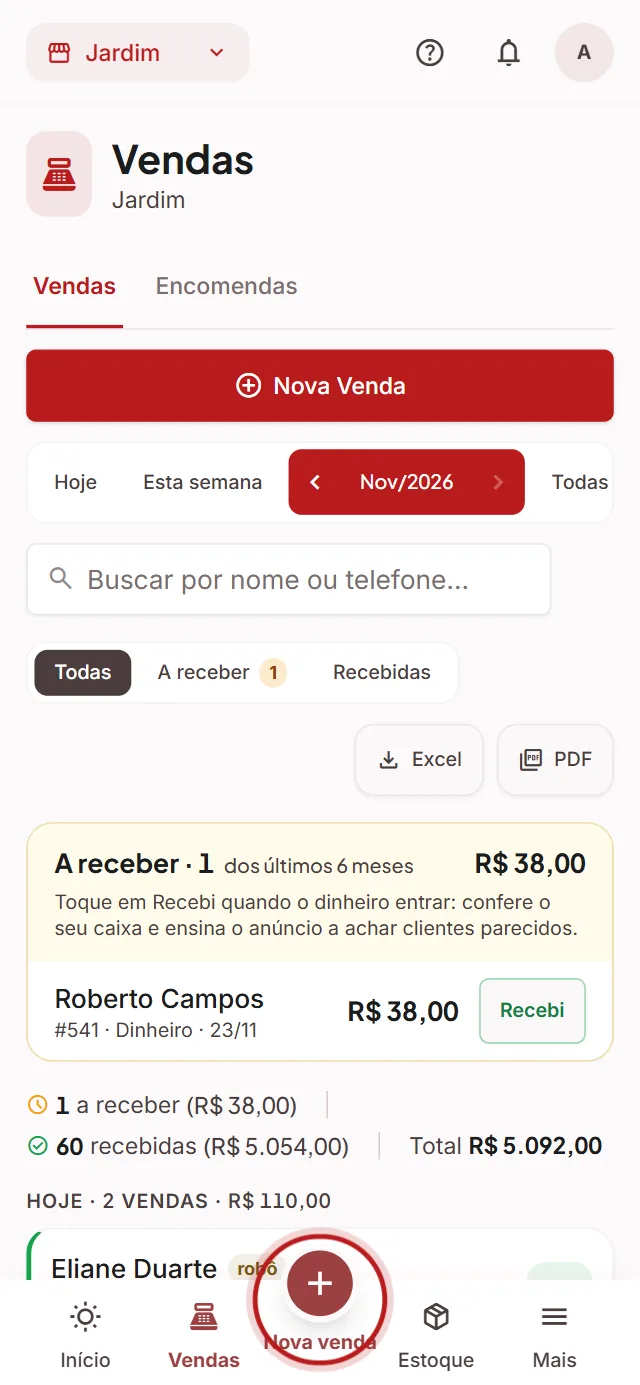 Jardim
A
Vendas
Jardim
Vendas Encomendas
Nova Venda
Hoje Esta semana Nov/2026 Todas
Buscar por nome ou telefone...
Todas A receber 1 Recebidas
Excel PDF
A receber · 1 dos últimos 6 meses R$ 38,00
Toque em Recebi quando o dinheiro entrar: confere o
seu caixa e ensina o anúncio a achar clientes parecidos.
Roberto Campos R$ 38,00 Recebi
#541 · Dinheiro · 23/11
1 a receber (R$ 38,00)
60 recebidas (R$ 5.054,00) Total R$ 5.092,00
HOJE · 2 VENDAS · R$ 110,00
Eliane Duarte robô
Nova venda
Início Vendas Estoque Mais